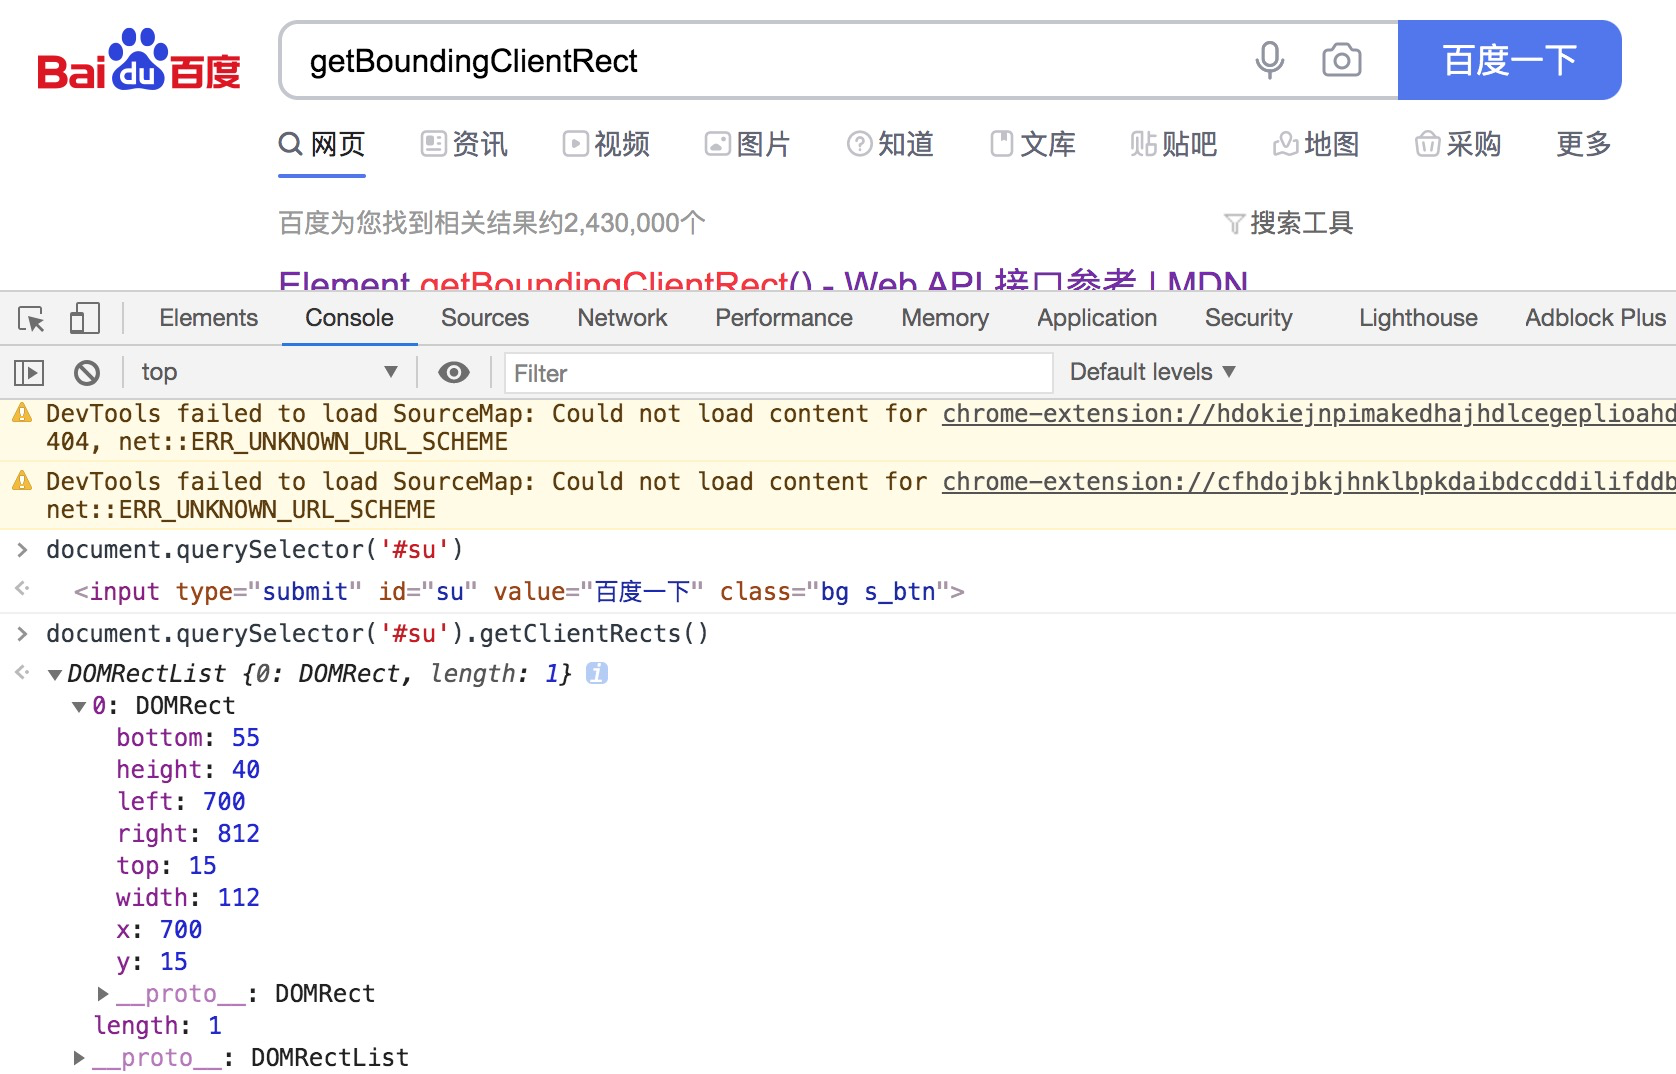 Bai du 百度
getBoundingClientRect
百度一下
网页 资讯 视频 图片 知道 文库 贴 贴吧 地图 采购 更多
百度为您找到相关结果约2,430,000个
搜索工具
Element.getBoundingClientRect() - Web API 接口参考 | MDN
Elements Console Sources Network Performance Memory Application Security Lighthouse Adblock Plus
top Filter Default levels
DevTools failed to load SourceMap: Could not load content for chrome-extension://hdokiejnpimakedhajhdlcegeplioahd
404, net::ERR_UNKNOWN_URL_SCHEME
DevTools failed to load SourceMap: Could not load content for chrome-extension://cfhdojbkjhnklbpkdaibdccddilifddb
net::ERR_UNKNOWN_URL_SCHEME
> document.querySelector('#su')
<input type="submit" id="su" value="百度一下" class="bg s_btn">
> document.querySelector('#su').getClientRects()
DOMRectList {0: DOMRect, length: 1} i
0: DOMRect
bottom: 55
height: 40
left: 700
right: 812
top: 15
width: 112
x: 700
y: 15
__proto__: DOMRect
length: 1
__proto__: DOMRectList